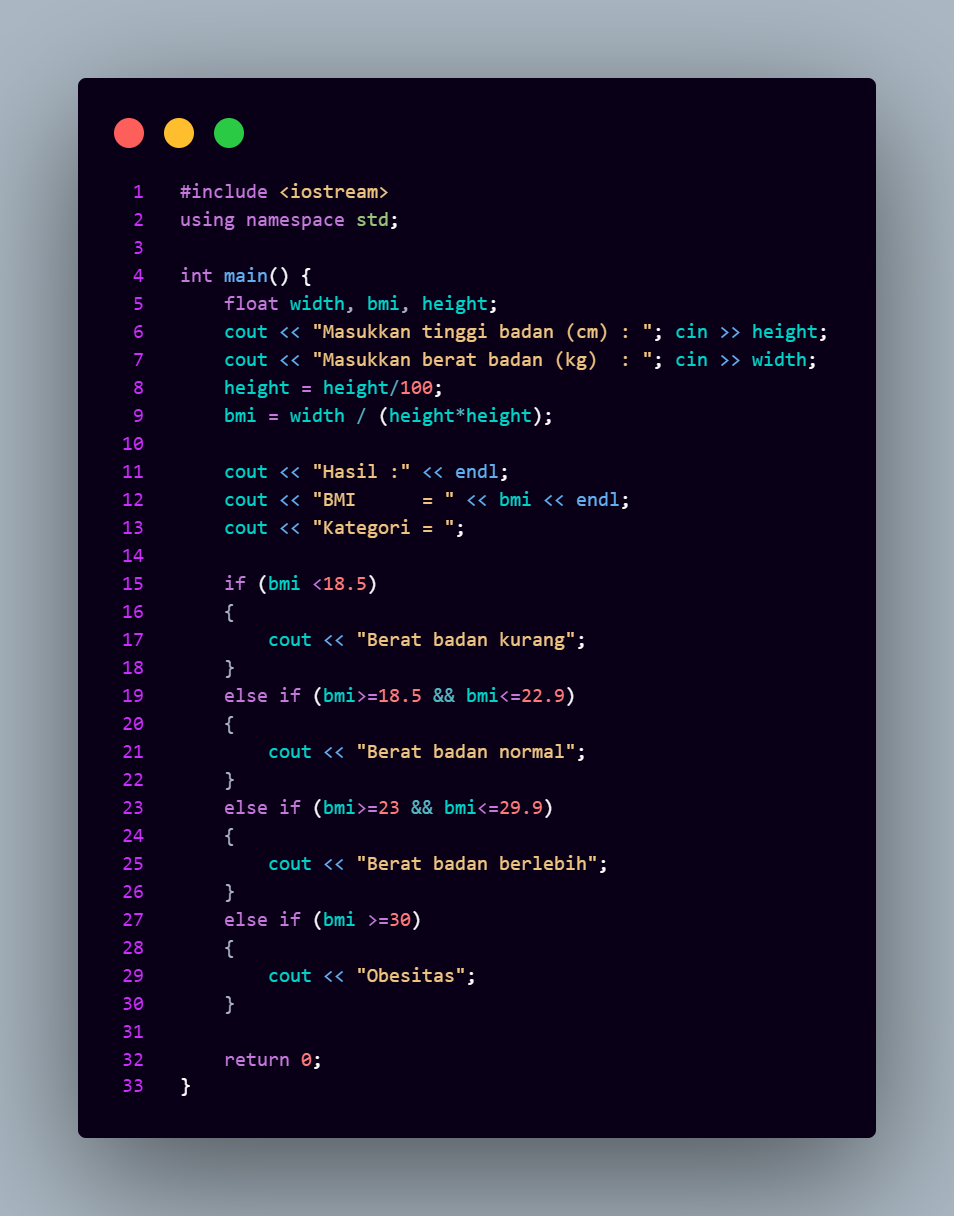 1 #include <iostream>
2 using namespace std;
3
4 int main() {
5     float width, bmi, height;
6     cout << "Masukkan tinggi badan (cm) : "; cin >> height;
7     cout << "Masukkan berat badan (kg)  : "; cin >> width;
8     height = height/100;
9     bmi = width / (height*height);
10
11     cout << "Hasil :" << endl;
12     cout << "BMI      = " << bmi << endl;
13     cout << "Kategori = ";
14
15     if (bmi <18.5)
16     {
17         cout << "Berat badan kurang";
18     }
19     else if (bmi>=18.5 && bmi<=22.9)
20     {
21         cout << "Berat badan normal";
22     }
23     else if (bmi>=23 && bmi<=29.9)
24     {
25         cout << "Berat badan berlebih";
26     }
27     else if (bmi >=30)
28     {
29         cout << "Obesitas";
30     }
31
32     return 0;
33 }